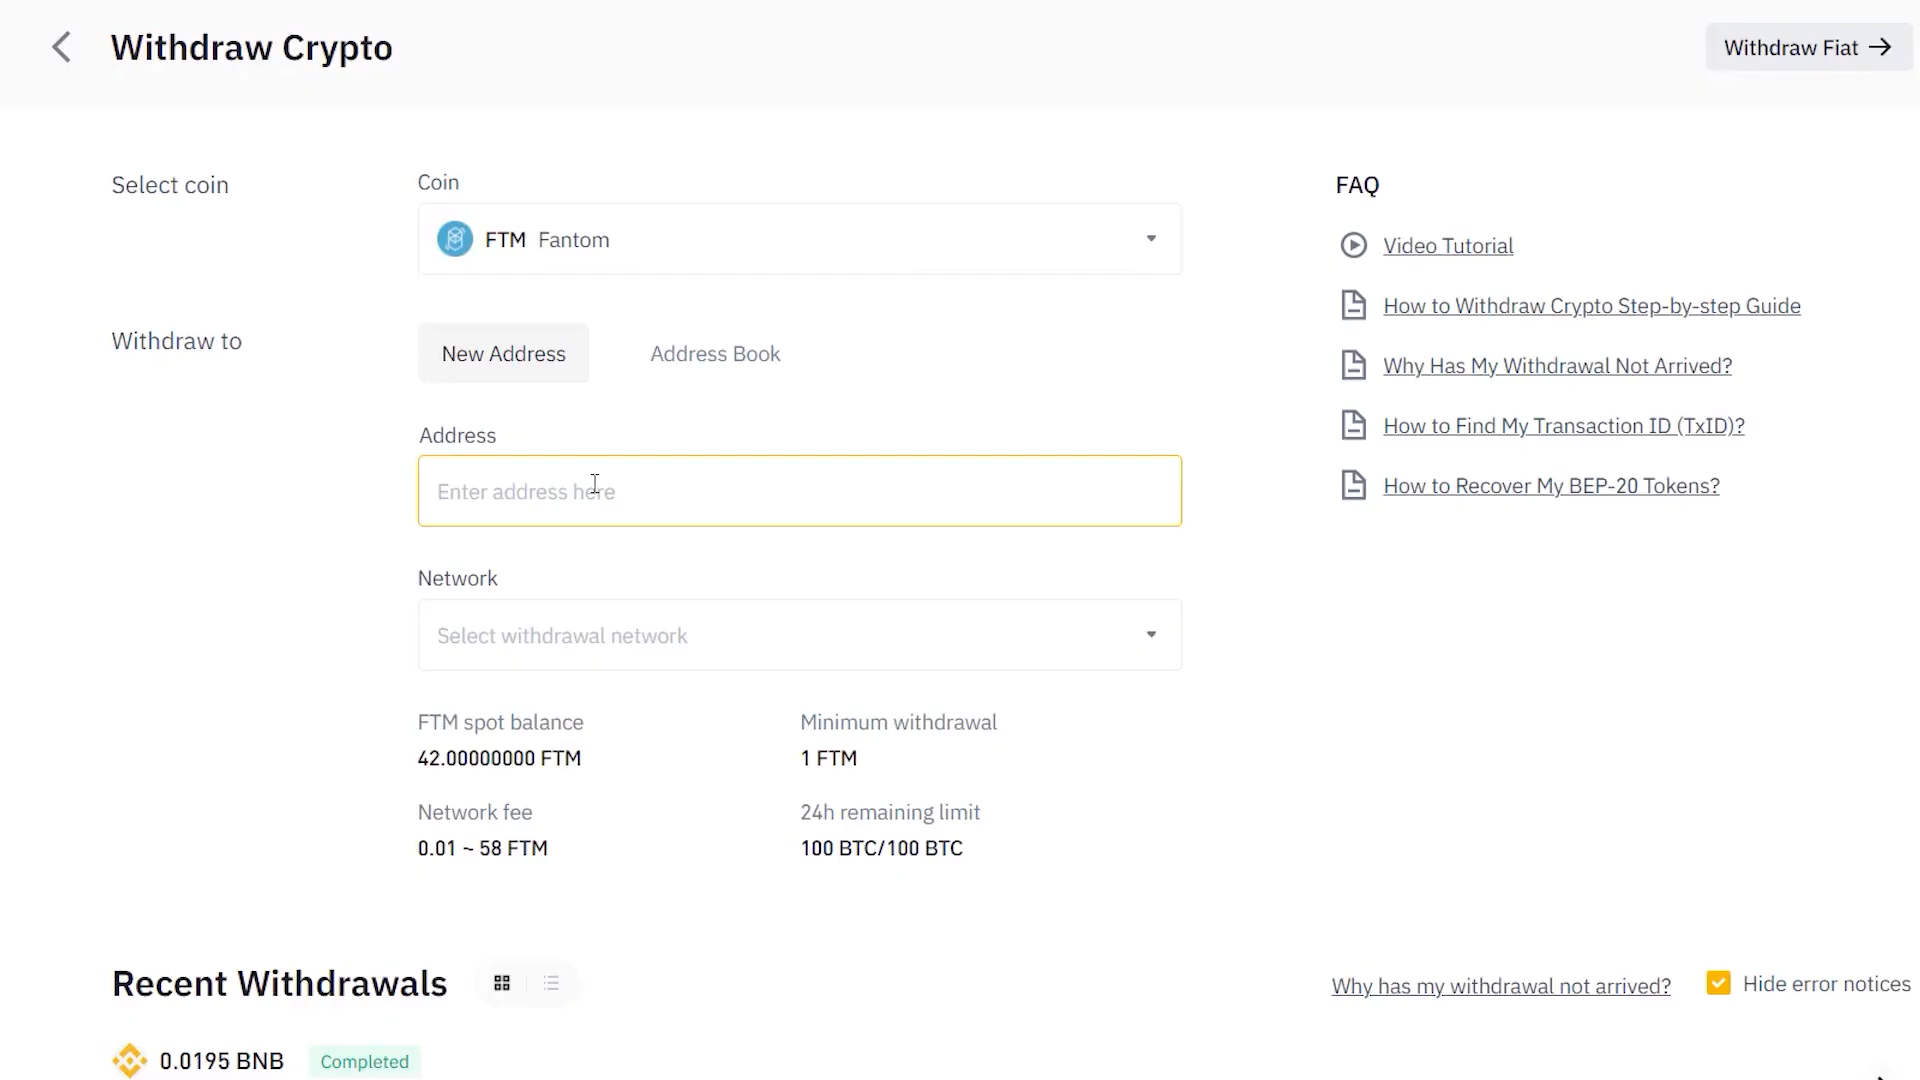 Withdraw Crypto
Withdraw Fiat →
Select coin
Coin
FTM Fantom
Withdraw to
New Address
Address Book
Address
Enter address here
Network
Select withdrawal network
FTM spot balance
42.00000000 FTM
Minimum withdrawal
1 FTM
Network fee
0.01 ~ 58 FTM
24h remaining limit
100 BTC/100 BTC
FAQ
Video Tutorial
How to Withdraw Crypto Step-by-step Guide
Why Has My Withdrawal Not Arrived?
How to Find My Transaction ID (TxID)?
How to Recover My BEP-20 Tokens?
Recent Withdrawals
Why has my withdrawal not arrived?
Hide error notices
0.0195 BNB
Completed